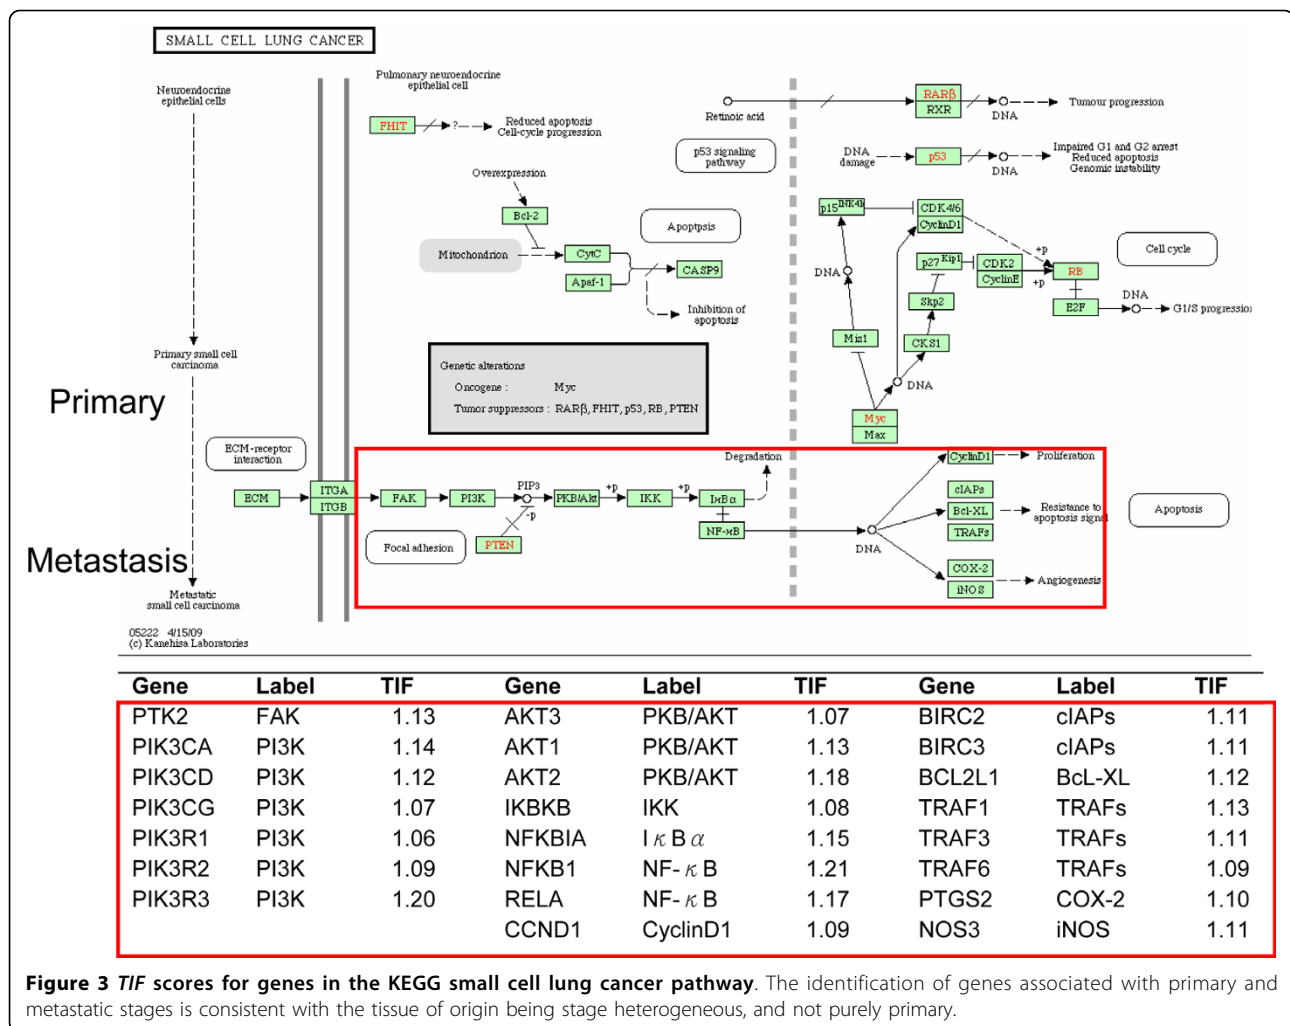 SMALL CELL LUNG CANCER
Neuroendocrine
epithelial cells
Pulmonary neuroendocrine
epithelial cell
FHIT
?
Reduced apoptosis
Cell-cycle progression
Retinoic acid
RARβ
RXR
DNA
Tumour progression
p53 signaling
pathway
DNA
damage
p53
DNA
Impaired G1 and G2 arrest
Reduced apoptosis
Genomic instability
Overexpression
Bcl-2
Apoptpsis
Mitochondrion
CytC
Apaf-1
CASP9
Inhibition of
apoptosis
p15INK4b
CDK4/6
CyclinD1
+p
Cell cycle
DNA
p27Kip1
CDK2
CyclinE
+p
RB
Skp2
E2F
DNA
G1/S progression
Miz1
CKS1
DNA
Myc
Max
Primary small cell
carcinoma
Primary
Genetic alterations
Oncogene : Myc
Tumor suppressors : RARβ, FHIT, p53, RB, PTEN
ECM-receptor
interaction
ECM
ITGA
ITGB
FAK
PI3K
PIP3
-p
PTEN
PKB/Akt
+p
IKK
+p
IκBα
Degradation
NF-κB
Focal adhesion
DNA
CyclinD1
Proliferation
cIAPs
Bcl-XL
TRAFs
Resistance to
apoptosis signal
Apoptosis
COX-2
iNOS
Angiogenesis
Metastasis
Metastatic
small cell carcinoma
05222 4/15/09
(c) Kanehisa Laboratories
Gene Label TIF Gene Label TIF Gene Label TIF
PTK2 FAK 1.13 AKT3 PKB/AKT 1.07 BIRC2 cIAPs 1.11
PIK3CA PI3K 1.14 AKT1 PKB/AKT 1.13 BIRC3 cIAPs 1.11
PIK3CD PI3K 1.12 AKT2 PKB/AKT 1.18 BCL2L1 BcL-XL 1.12
PIK3CG PI3K 1.07 IKBKB IKK 1.08 TRAF1 TRAFs 1.13
PIK3R1 PI3K 1.06 NFKBIA IκBα 1.15 TRAF3 TRAFs 1.11
PIK3R2 PI3K 1.09 NFKB1 NF-κB 1.21 TRAF6 TRAFs 1.09
PIK3R3 PI3K 1.20 RELA NF-κB 1.17 PTGS2 COX-2 1.10
CCND1 CyclinD1 1.09 NOS3 iNOS 1.11
Figure 3 TIF scores for genes in the KEGG small cell lung cancer pathway. The identification of genes associated with primary and
metastatic stages is consistent with the tissue of origin being stage heterogeneous, and not purely primary.